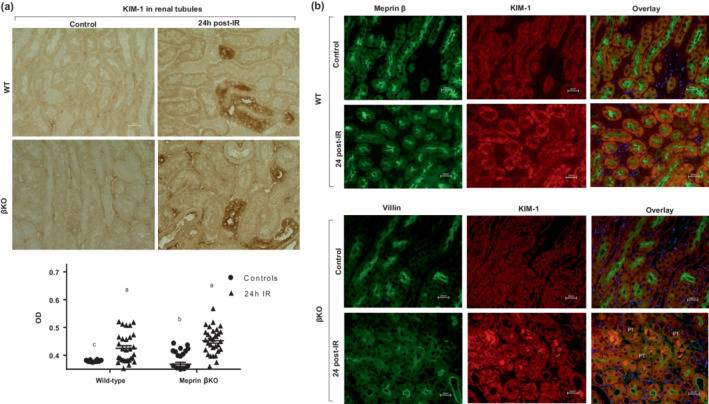 (a)
KIM-1 in renal tubules
Control 24h post-IR
WT
βKO
0.7
0.6
0.5
0.4
OD
a
a
b
c
Controls
24h IR
Wild-type Meprin βKO
(b)
Meprin β KIM-1 Overlay
Control
WT
24 post-IR
Villin KIM-1 Overlay
Control
βKO
24 post-IR
PT
PT
PT